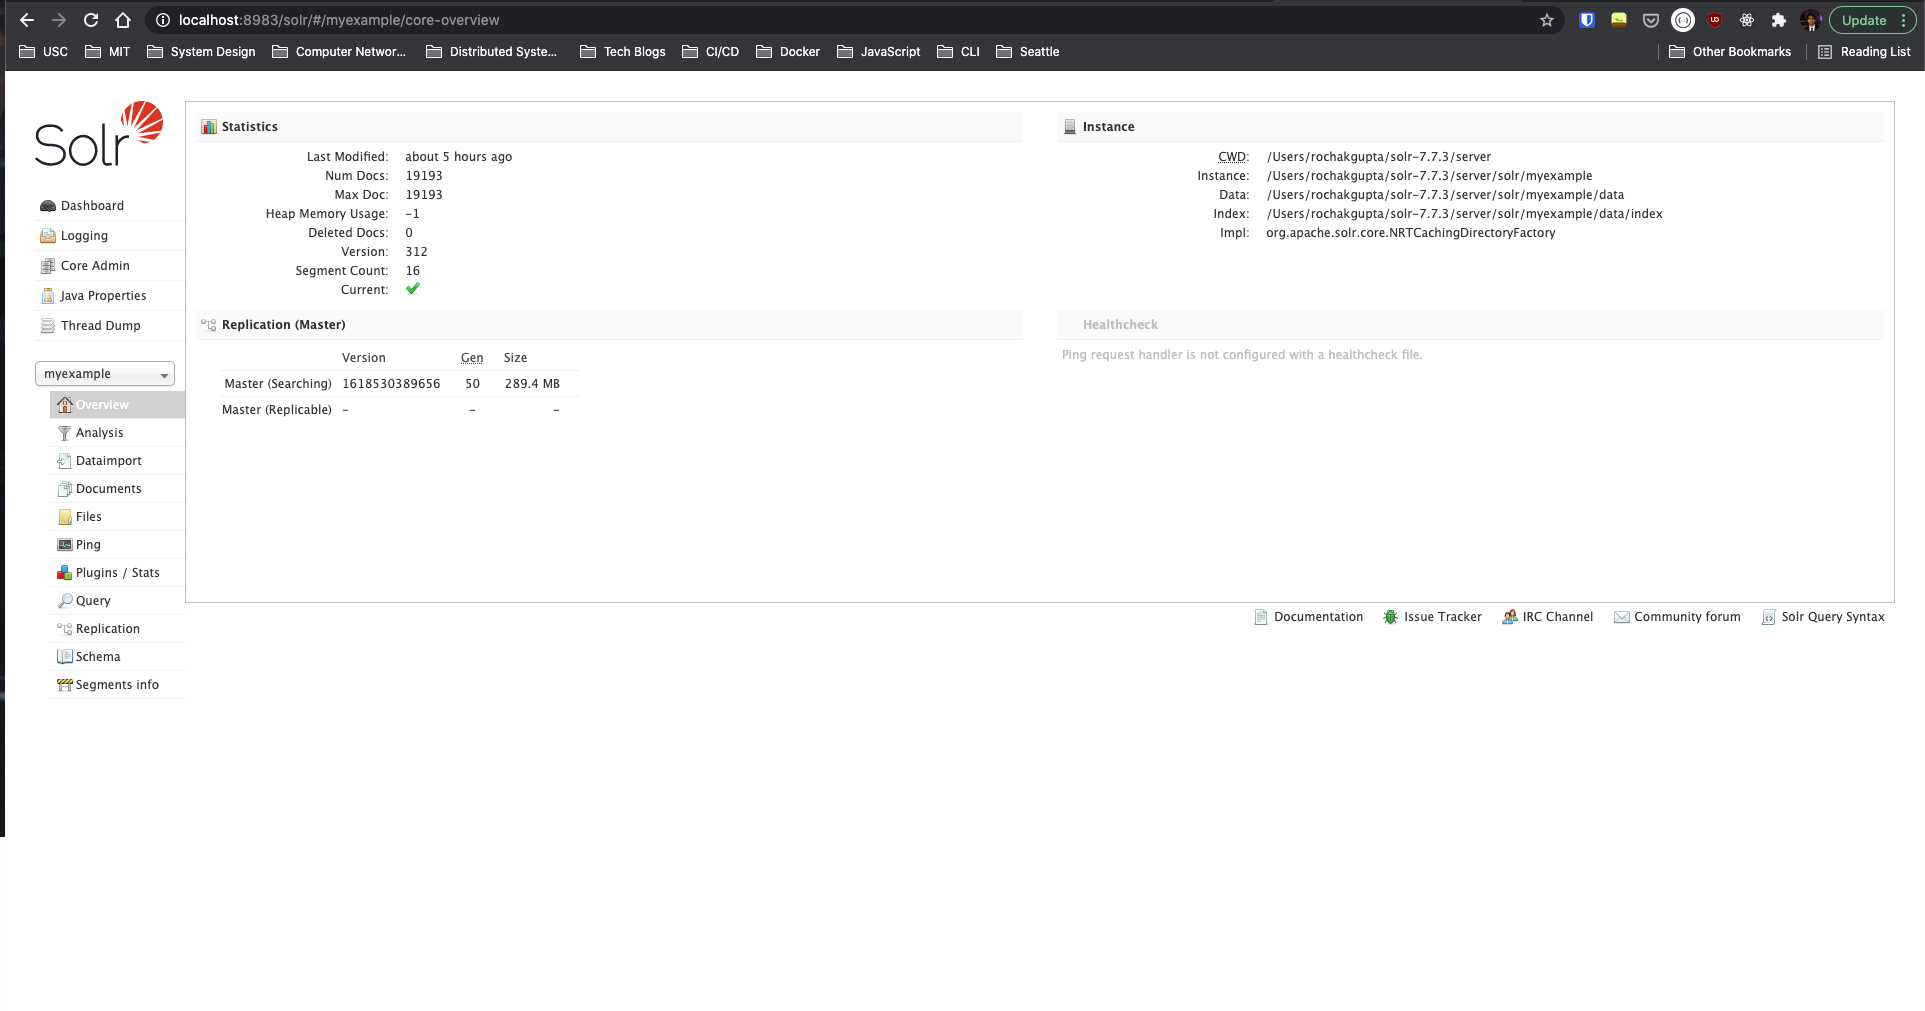 localhost:8983/solr/#/myexample/core-overview
Update
USC MIT System Design Computer Networ... Distributed Syste... Tech Blogs CI/CD Docker JavaScript CLI Seattle Other Bookmarks Reading List
Solr
Dashboard
Logging
Core Admin
Java Properties
Thread Dump
myexample
Overview
Analysis
Dataimport
Documents
Files
Ping
Plugins / Stats
Query
Replication
Schema
Segments info
Statistics
Last Modified: about 5 hours ago
Num Docs: 19193
Max Doc: 19193
Heap Memory Usage: -1
Deleted Docs: 0
Version: 312
Segment Count: 16
Current:
Instance
CWD: /Users/rochakgupta/solr-7.7.3/server
Instance: /Users/rochakgupta/solr-7.7.3/server/solr/myexample
Data: /Users/rochakgupta/solr-7.7.3/server/solr/myexample/data
Index: /Users/rochakgupta/solr-7.7.3/server/solr/myexample/data/index
Impl: org.apache.solr.core.NRTCachingDirectoryFactory
Replication (Master)
Version Gen Size
Master (Searching) 1618530389656 50 289.4 MB
Master (Replicable) - - -
Healthcheck
Ping request handler is not configured with a healthcheck file.
Documentation Issue Tracker IRC Channel Community forum Solr Query Syntax